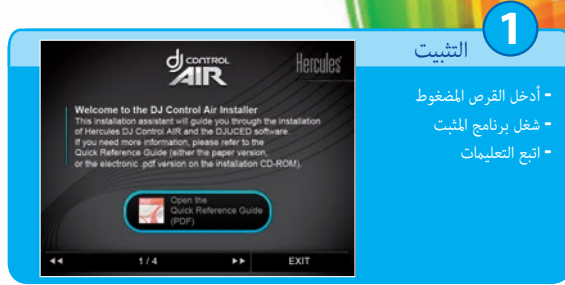 1
التثبيت
- أدخل القرص المضغوط
- شغل برنامج المثبت
- اتبع التعليمات
dj CONTROL
AIR
Hercules
Welcome to the DJ Control Air Installer
This installation assistant will guide you through the installation
of Hercules DJ Control AIR and the DJUCED software.
If you need more information, please refer to the
Quick Reference Guide (either the paper version,
or the electronic .pdf version on the installation CD-ROM).
Open the
Quick Reference Guide
(PDF)
◄◄ 1 / 4 ►► EXIT